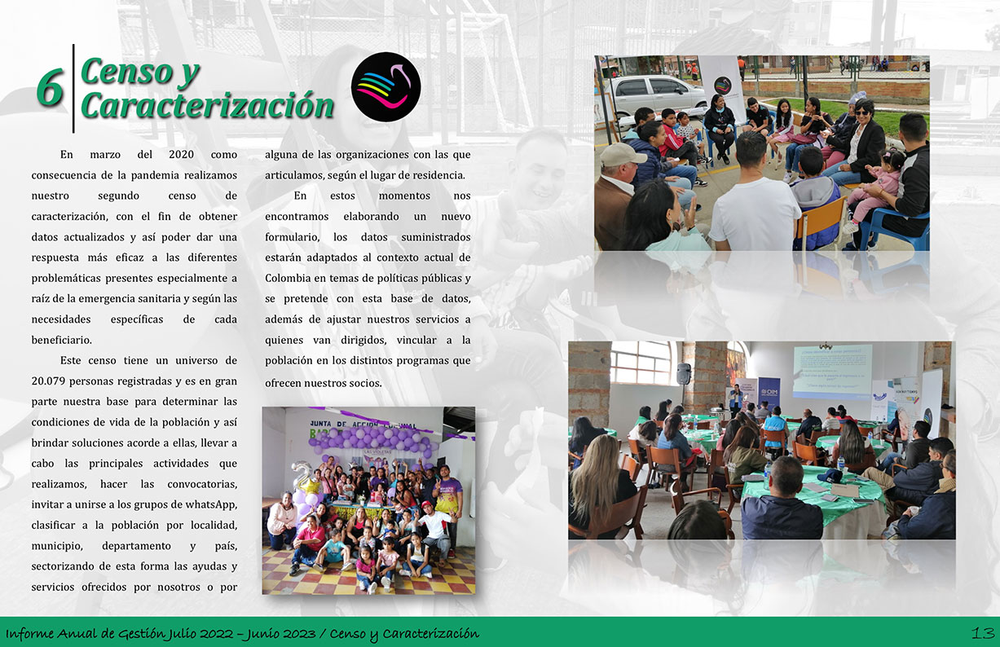 6
Censo y
Caracterización
En marzo del 2020 como
consecuencia de la pandemia realizamos
nuestro segundo censo de
caracterización, con el fin de obtener
datos actualizados y así poder dar una
respuesta más eficaz a las diferentes
problemáticas presentes especialmente a
raíz de la emergencia sanitaria y según las
necesidades específicas de cada
beneficiario.
Este censo tiene un universo de
20.079 personas registradas y es en gran
parte nuestra base para determinar las
condiciones de vida de la población y así
brindar soluciones acorde a ellas, llevar a
cabo las principales actividades que
realizamos, hacer las convocatorias,
invitar a unirse a los grupos de whatsApp,
clasificar a la población por localidad,
municipio, departamento y país,
sectorizando de esta forma las ayudas y
servicios ofrecidos por nosotros o por
alguna de las organizaciones con las que
articulamos, según el lugar de residencia.
En estos momentos nos
encontramos elaborando un nuevo
formulario, los datos suministrados
estarán adaptados al contexto actual de
Colombia en temas de políticas públicas y
se pretende con esta base de datos,
además de ajustar nuestros servicios a
quienes van dirigidos, vincular a la
población en los distintos programas que
ofrecen nuestros socios.
JUNTA DE ACCIÓN COMUNAL
LAS VIOLETAS
OIM
Informe Anual de Gestión Julio 2022 – Junio 2023 / Censo y Caracterización
13